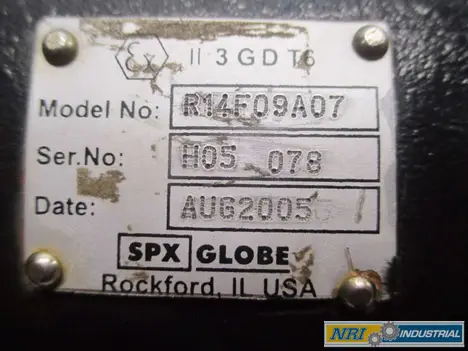 Ex II 3 GD T6
Model No: R14F09A07
Ser.No: H05 078
Date: AUG2005
SPX GLOBE
Rockford, IL USA
NRI INDUSTRIAL